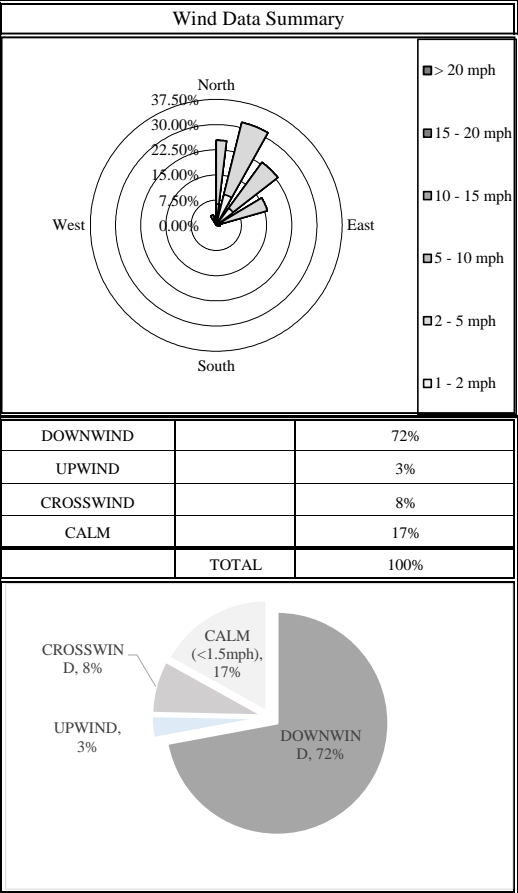 Wind Data Summary
North
37.50%
30.00%
22.50%
15.00%
7.50%
0.00%
West
East
South
> 20 mph
15 - 20 mph
10 - 15 mph
5 - 10 mph
2 - 5 mph
1 - 2 mph
DOWNWIND 72%
UPWIND 3%
CROSSWIND 8%
CALM 17%
TOTAL 100%
CALM
(<1.5mph),
17%
CROSSWIN
D, 8%
UPWIND,
3%
DOWNWIN
D, 72%